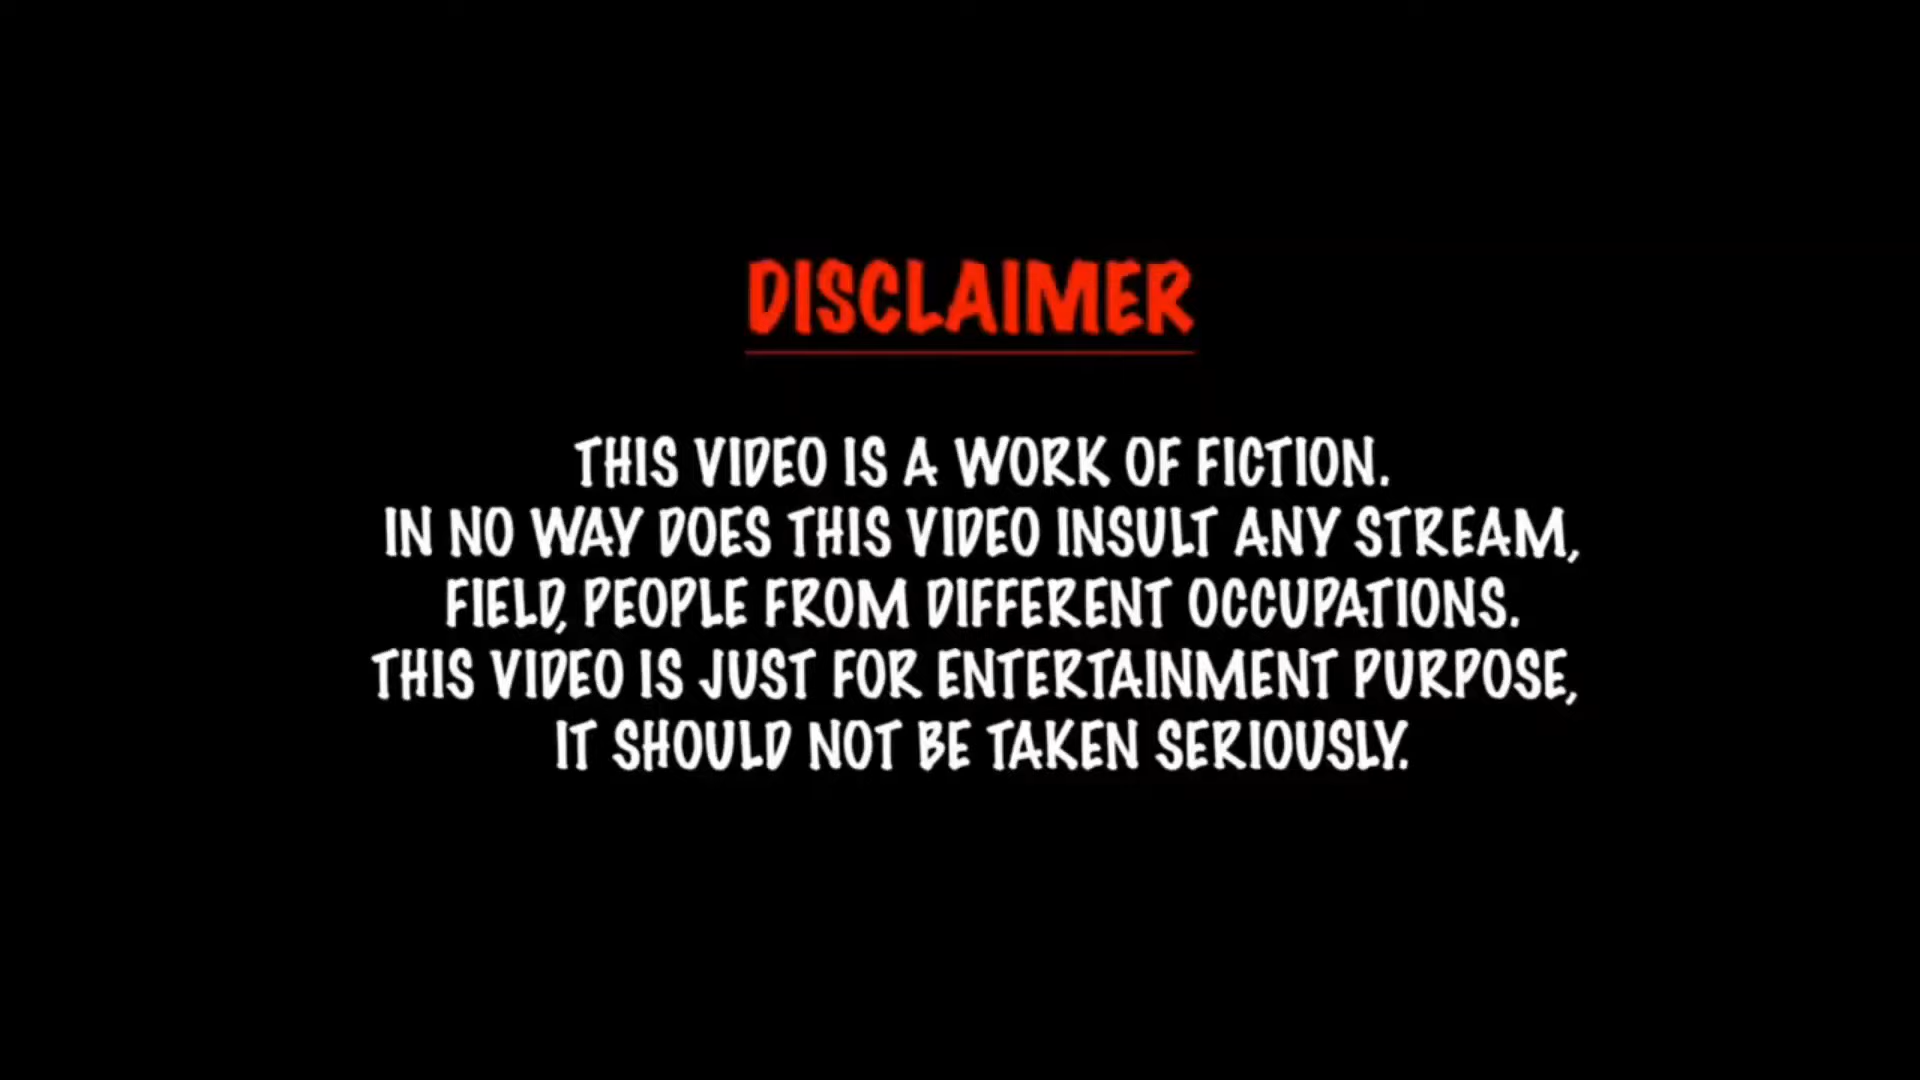 DISCLAIMER
THIS VIDEO IS A WORK OF FICTION.
IN NO WAY DOES THIS VIDEO INSULT ANY STREAM,
FIELD, PEOPLE FROM DIFFERENT OCCUPATIONS.
THIS VIDEO IS JUST FOR ENTERTAINMENT PURPOSE,
IT SHOULD NOT BE TAKEN SERIOUSLY.